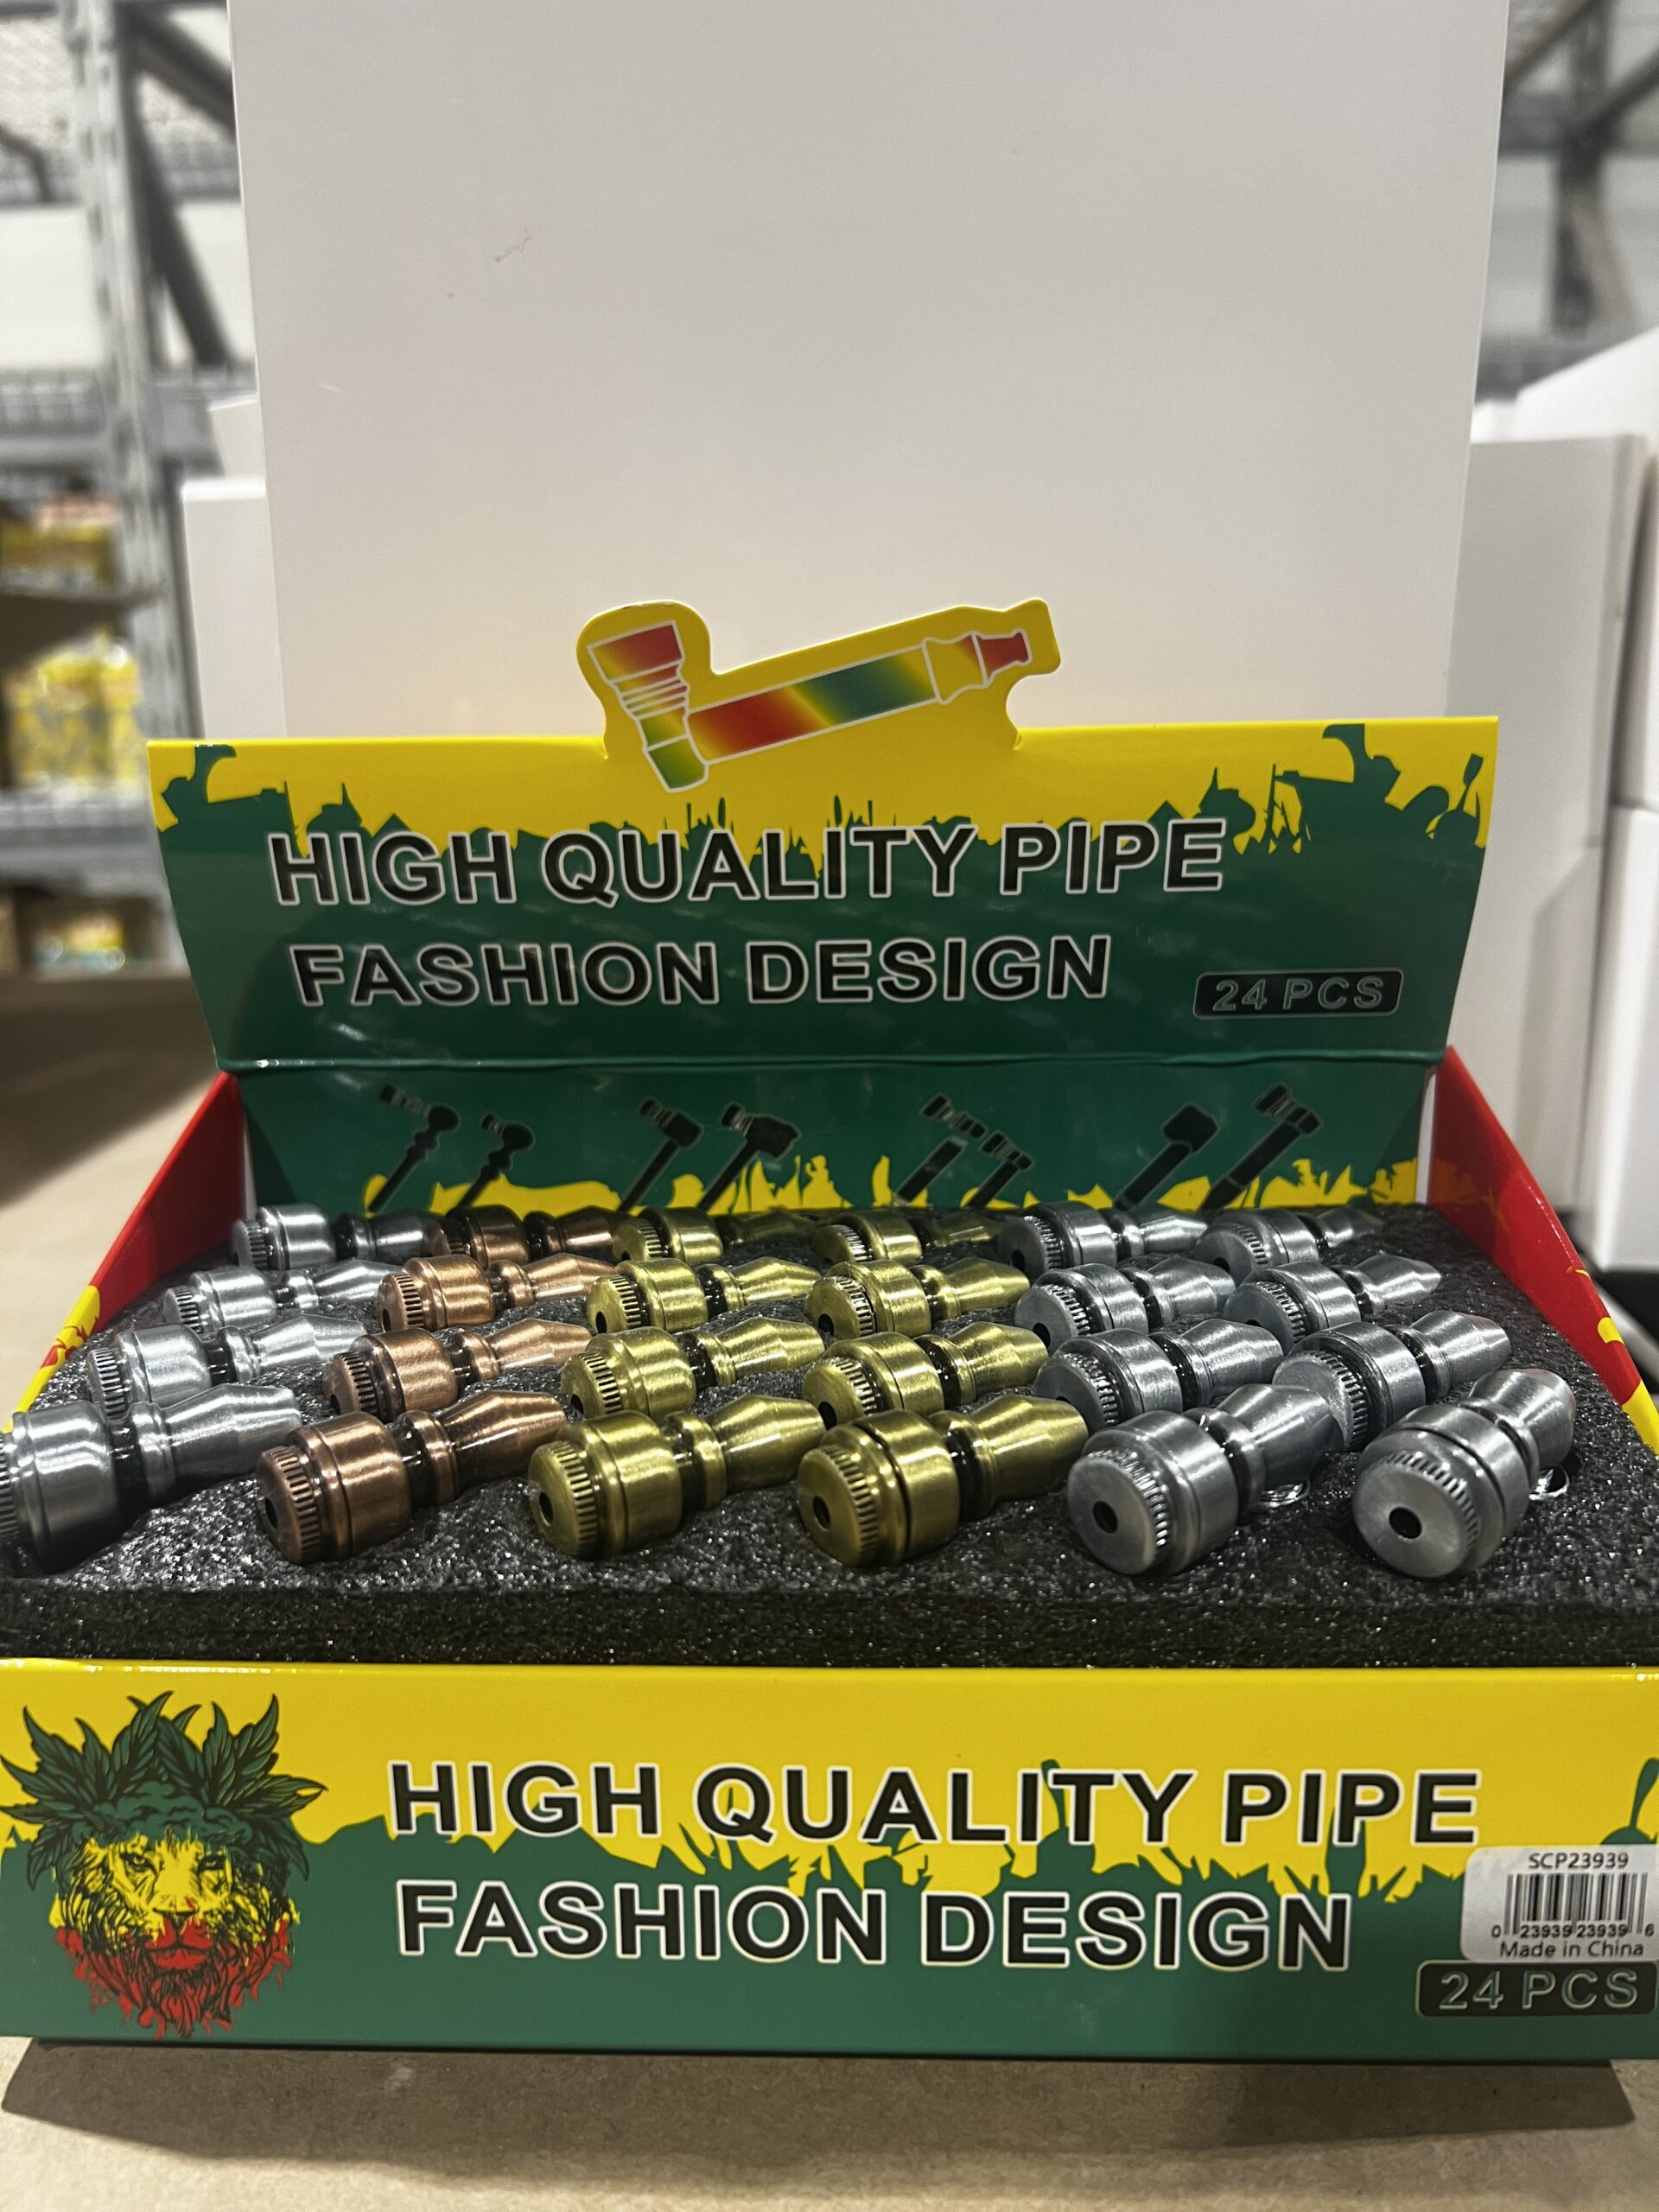 HIGH QUALITY PIPE
FASHION DESIGN
24 PCS
HIGH QUALITY PIPE
FASHION DESIGN
SCP23939
0 23939 23939 6
Made in China
24 PCS